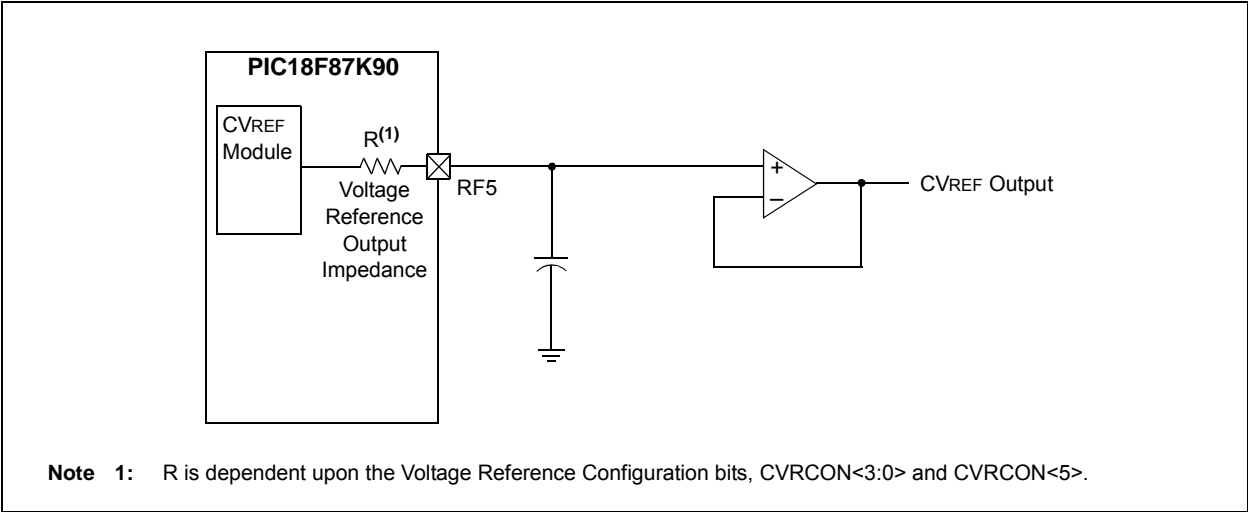 PIC18F87K90
CVREF
Module
R(1)
Voltage
Reference
Output
Impedance
RF5
+
–
CVREF Output
Note 1: R is dependent upon the Voltage Reference Configuration bits, CVRCON<3:0> and CVRCON<5>.